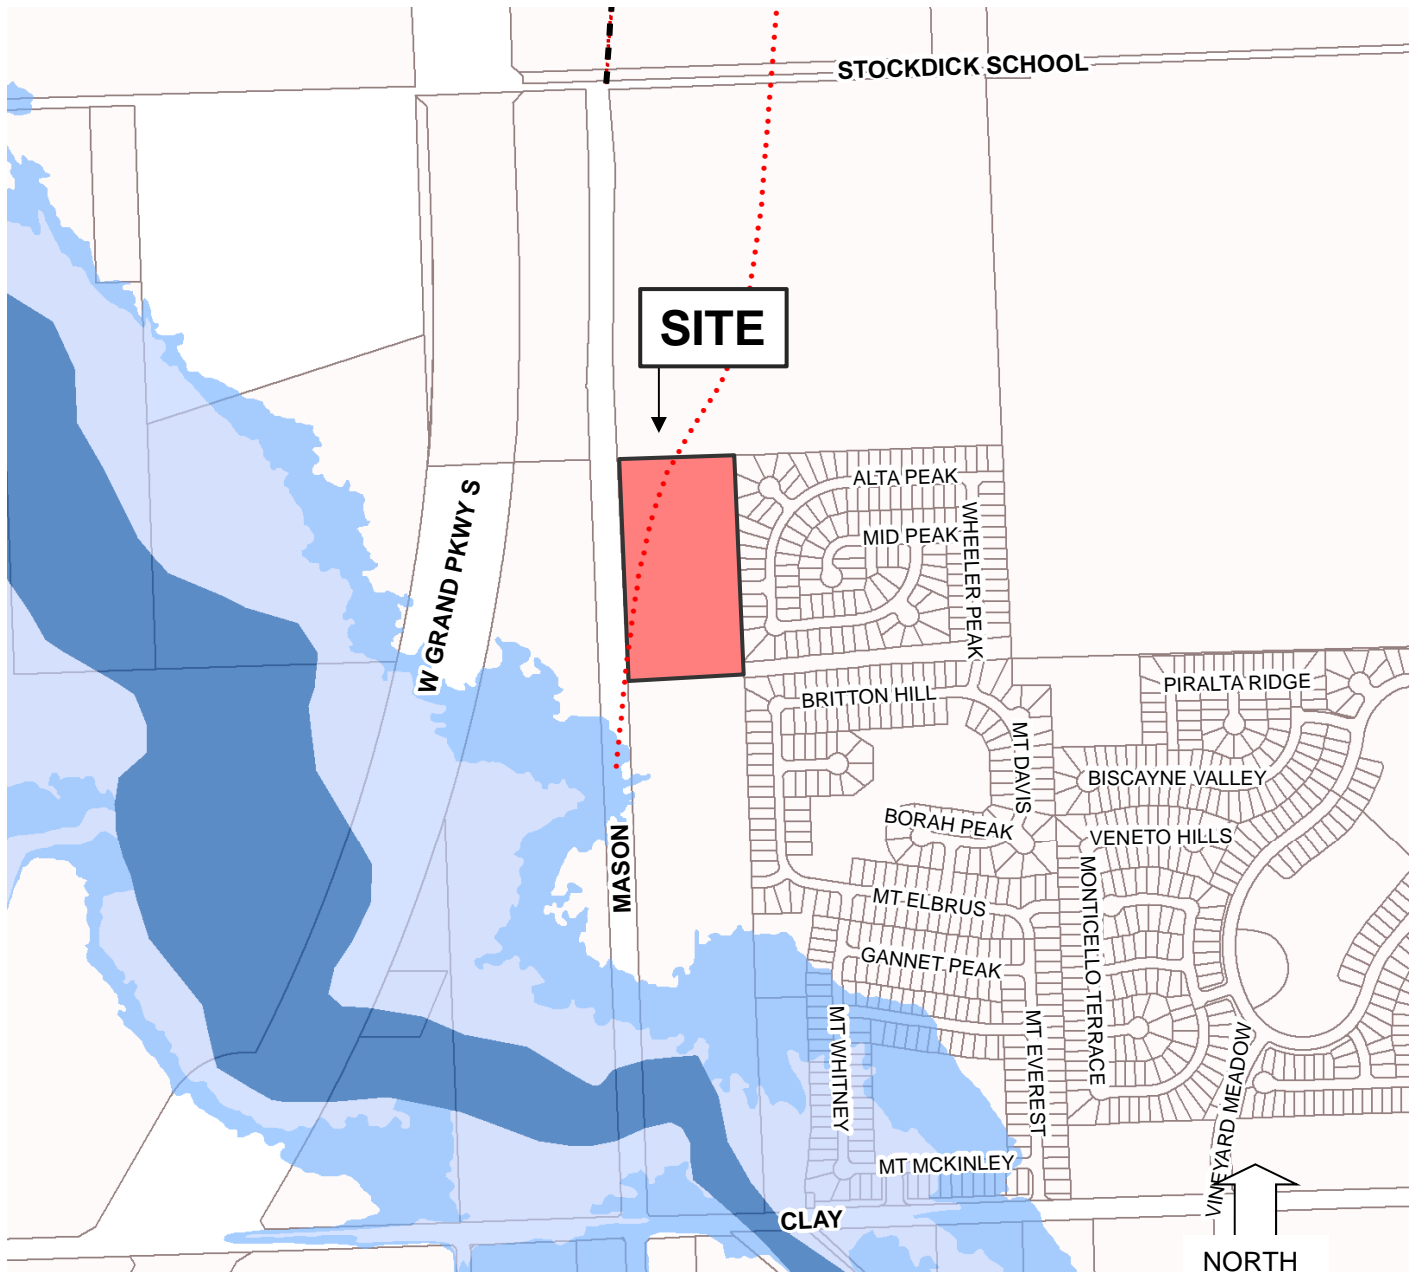 STOCKDICK SCHOOL
SITE
ALTA PEAK
W GRAND PKWY S
WHEELER PEAK
MID PEAK
PIRALTA RIDGE
BRITTON HILL
MT DAVIS
BISCAYNE VALLEY
BORAH PEAK
VENETO HILLS
MASON
MONTICELLO TERRACE
MT ELBRUS
GANNET PEAK
MT WHITNEY
MT EVEREST
VINEYARD MEADOW
MT MCKINLEY
CLAY
NORTH